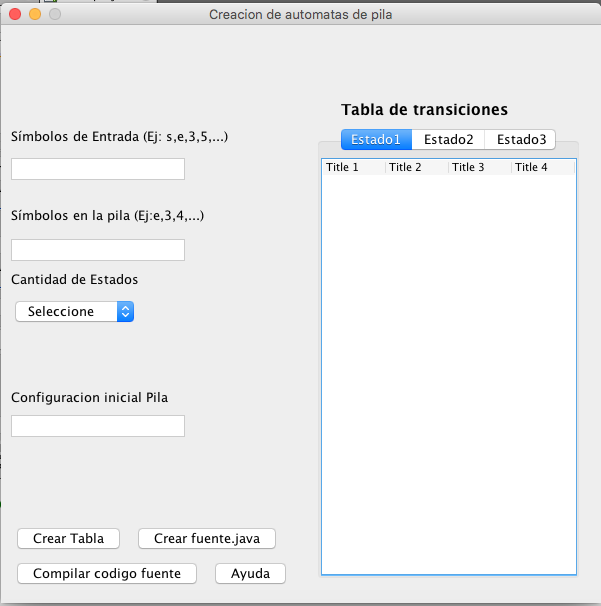 Creacion de automatas de pila
Tabla de transiciones
Símbolos de Entrada (Ej: s,e,3,5,...)
Estado1 Estado2 Estado3
Title 1 Title 2 Title 3 Title 4
Símbolos en la pila (Ej:e,3,4,...)
Cantidad de Estados
Seleccione
Configuracion inicial Pila
Crear Tabla Crear fuente.java
Compilar codigo fuente Ayuda